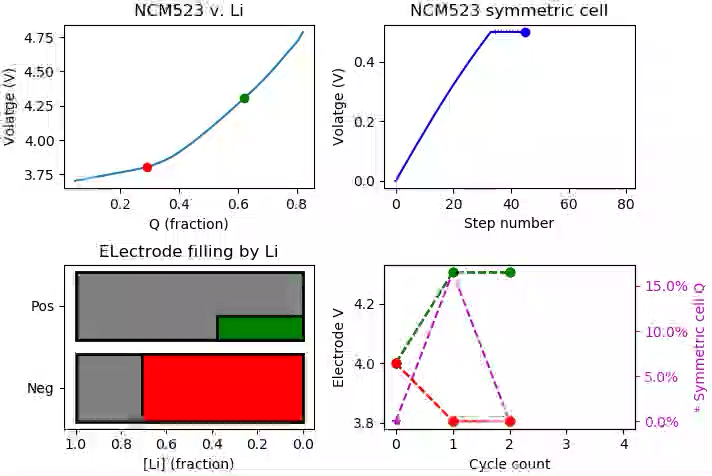 NCM523 v. Li
NCM523 symmetric cell
Volatge (V)
4.75
4.50
4.25
4.00
3.75
0.2
0.4
0.6
0.8
Q (fraction)
Volatge (V)
0.4
0.2
0.0
0
20
40
60
80
Step number
ELectrode filling by Li
Pos
Neg
1.0
0.8
0.6
0.4
0.2
0.0
[Li] (fraction)
Electrode V
4.2
4.0
3.8
0
1
2
3
4
Cycle count
15.0%
10.0%
5.0%
0.0%
* Symmetric cell Q